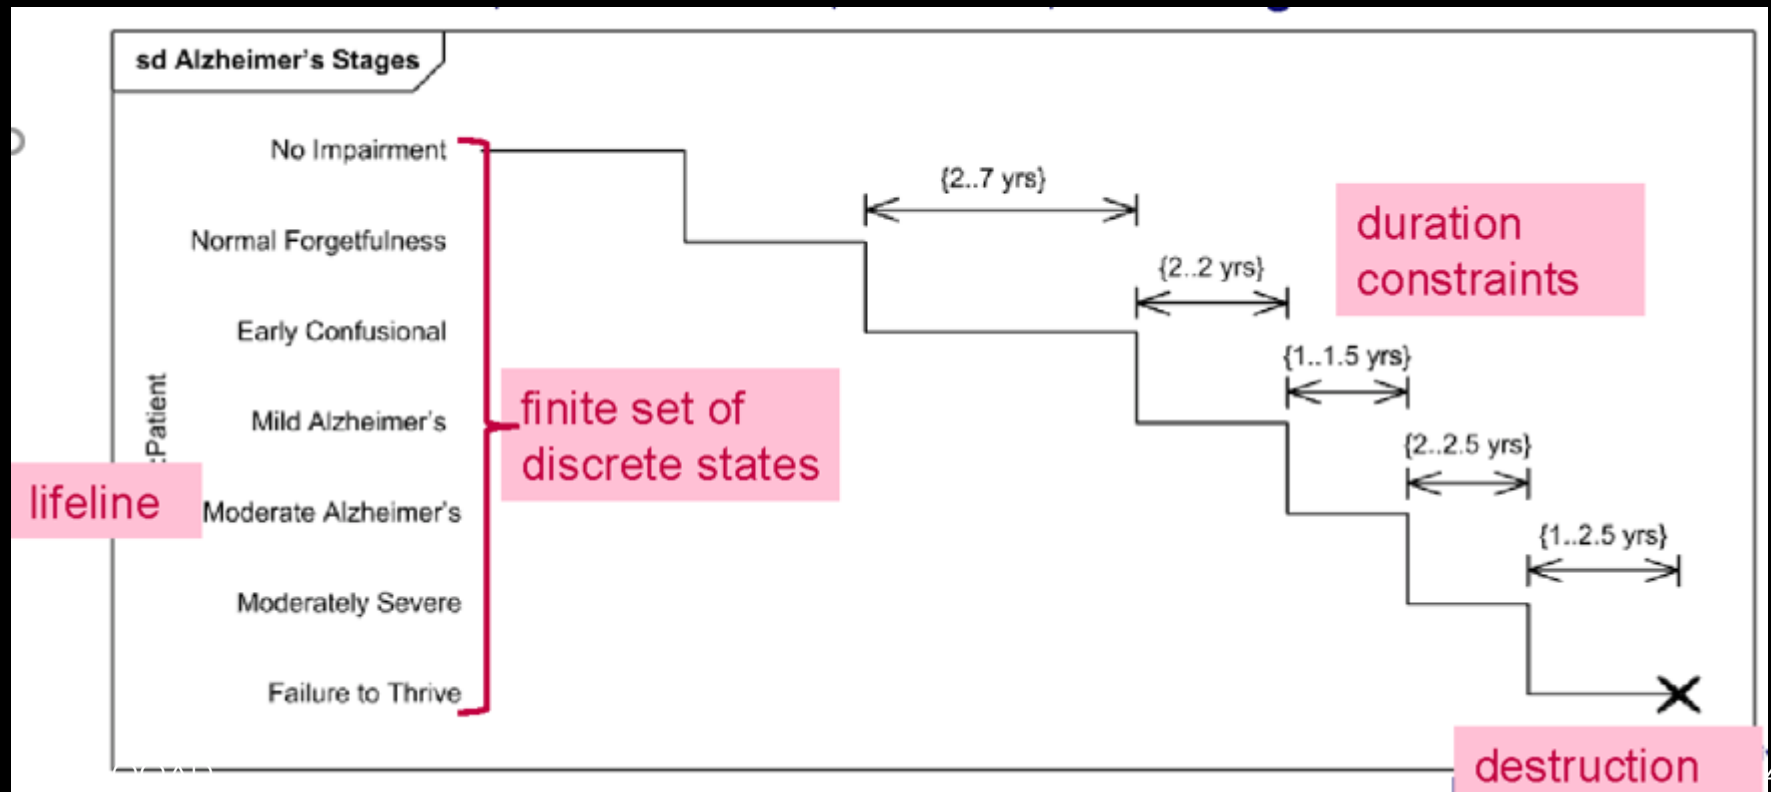 sd Alzheimer's Stages
No Impairment
{2..7 yrs}
duration
constraints
Normal Forgetfulness
{2..2 yrs}
Early Confusional
{1..1.5 yrs}
:Patient
finite set of
discrete states
Mild Alzheimer's
{2..2.5 yrs}
lifeline
Moderate Alzheimer's
{1..2.5 yrs}
Moderately Severe
Failure to Thrive
destruction